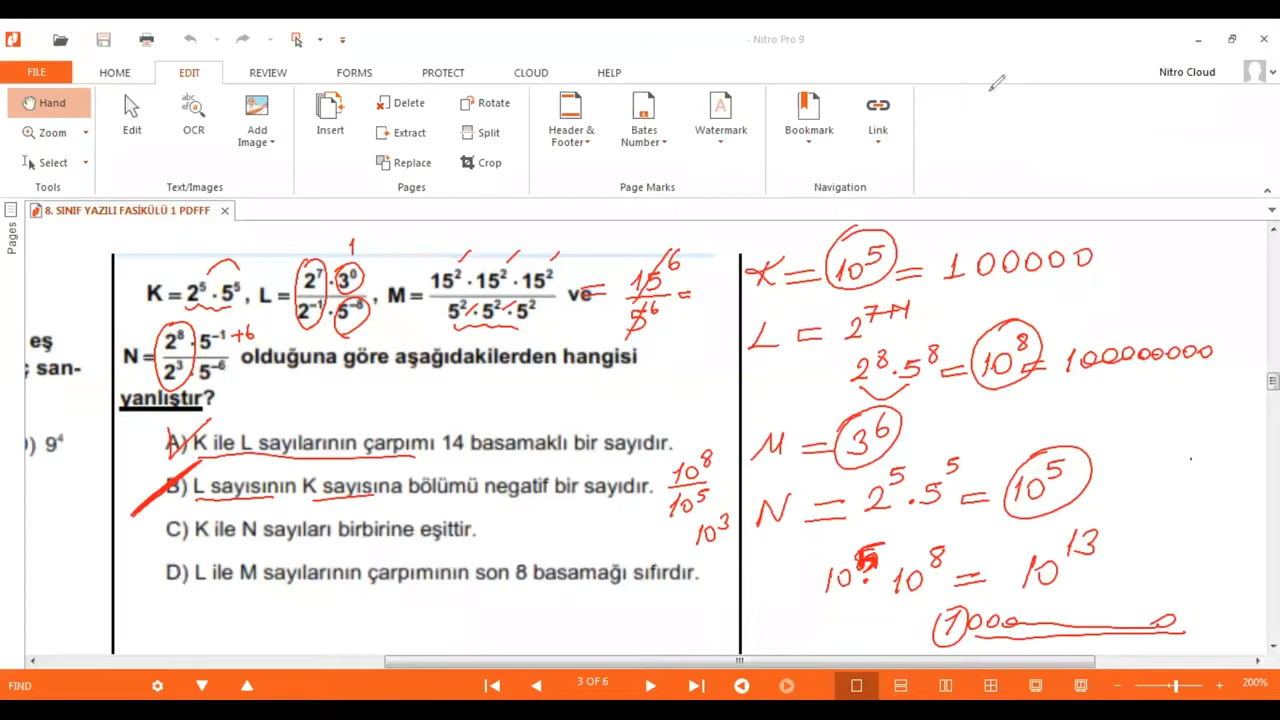 - Nitro Pro 9
FILE HOME EDIT REVIEW FORMS PROTECT CLOUD HELP Nitro Cloud
Hand Zoom Select Tools
Edit OCR Add Image Text/Images
Insert Delete Extract Replace Rotate Split Crop Pages
Header & Footer Bates Number Watermark Page Marks
Bookmark Link Navigation
Pages
8. SINIF YAZILI FASİKÜLÜ 1 PDFFF
eş
san-
) 9⁴
1
K = 2⁵ · 5⁵, L = (2⁷ · 3⁰)/(2⁻¹ · 5⁻⁸), M = (15² · 15² · 15²)/(5² · 5² · 5²) ve = 15⁶/5⁶ =
N = (2⁸ · 5⁻¹)/(2³ · 5⁻⁶) +6 olduğuna göre aşağıdakilerden hangisi
yanlıştır?
A) K ile L sayılarının çarpımı 14 basamaklı bir sayıdır.
B) L sayısının K sayısına bölümü negatif bir sayıdır.
C) K ile N sayıları birbirine eşittir.
D) L ile M sayılarının çarpımının son 8 basamağı sıfırdır.
10⁸/10⁵
10³
K = 10⁵ = 100000
L = 2⁷⁺¹
2⁸ · 5⁸ = 10⁸ = 100000000
M = 3⁶
N = 2⁵ · 5⁵ = 10⁵
10⁵ · 10⁸ = 10¹³
1000 0
FIND 3 OF 6 200%